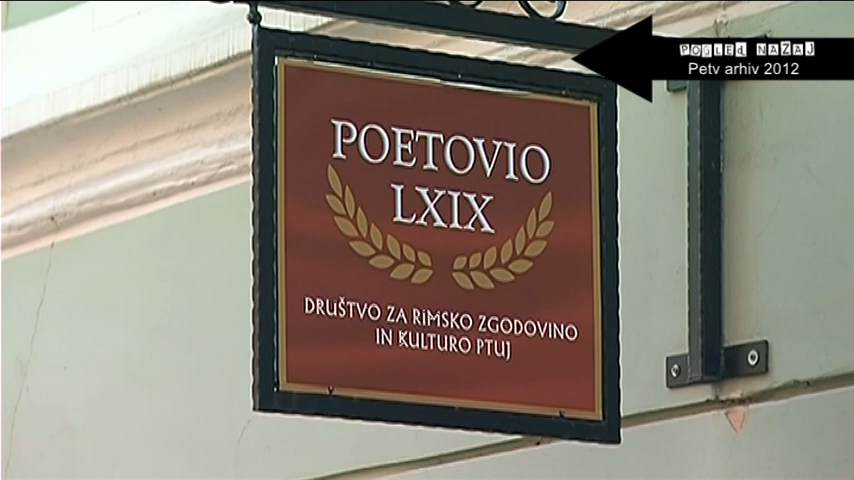 POGLED NAZAJ
Petv arhiv 2012
POETOVIO
LXIX
DRUŠTVO ZA RIMSKO ZGODOVINO
IN KULTURO PTUJ